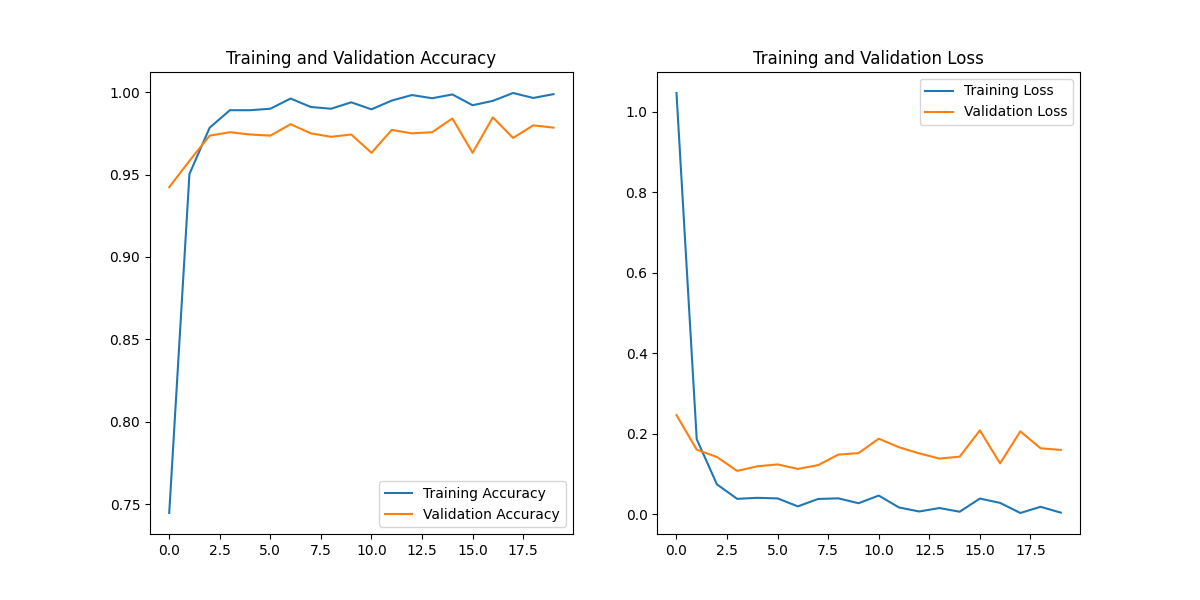 Training and Validation Accuracy
1.00
0.95
0.90
0.85
0.80
0.75
Training Accuracy
Validation Accuracy
0.0 2.5 5.0 7.5 10.0 12.5 15.0 17.5
Training and Validation Loss
Training Loss
Validation Loss
1.0
0.8
0.6
0.4
0.2
0.0
0.0 2.5 5.0 7.5 10.0 12.5 15.0 17.5